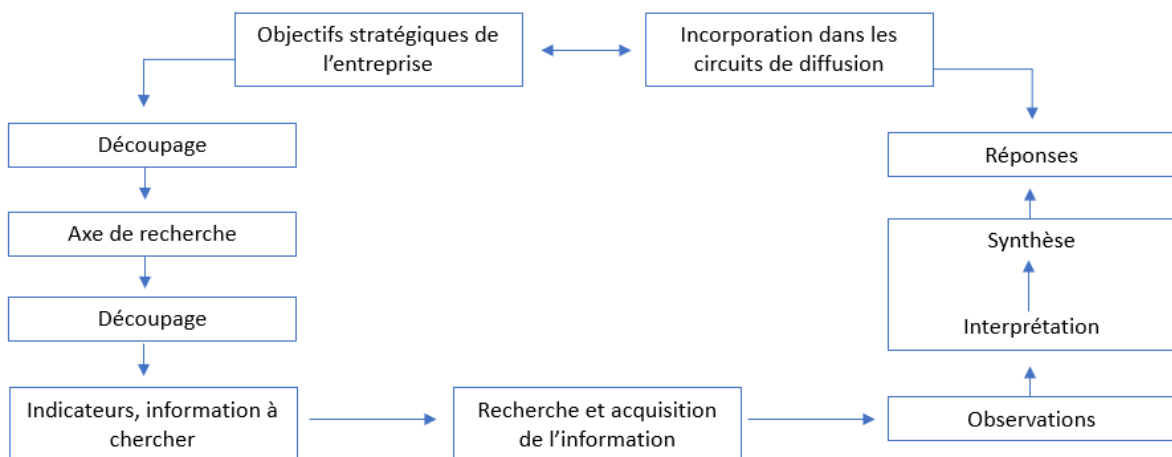 Objectifs stratégiques de
l’entreprise
Incorporation dans les
circuits de diffusion
Découpage
Réponses
Axe de recherche
Synthèse
Découpage
Interprétation
Indicateurs, information à
chercher
Recherche et acquisition
de l’information
Observations